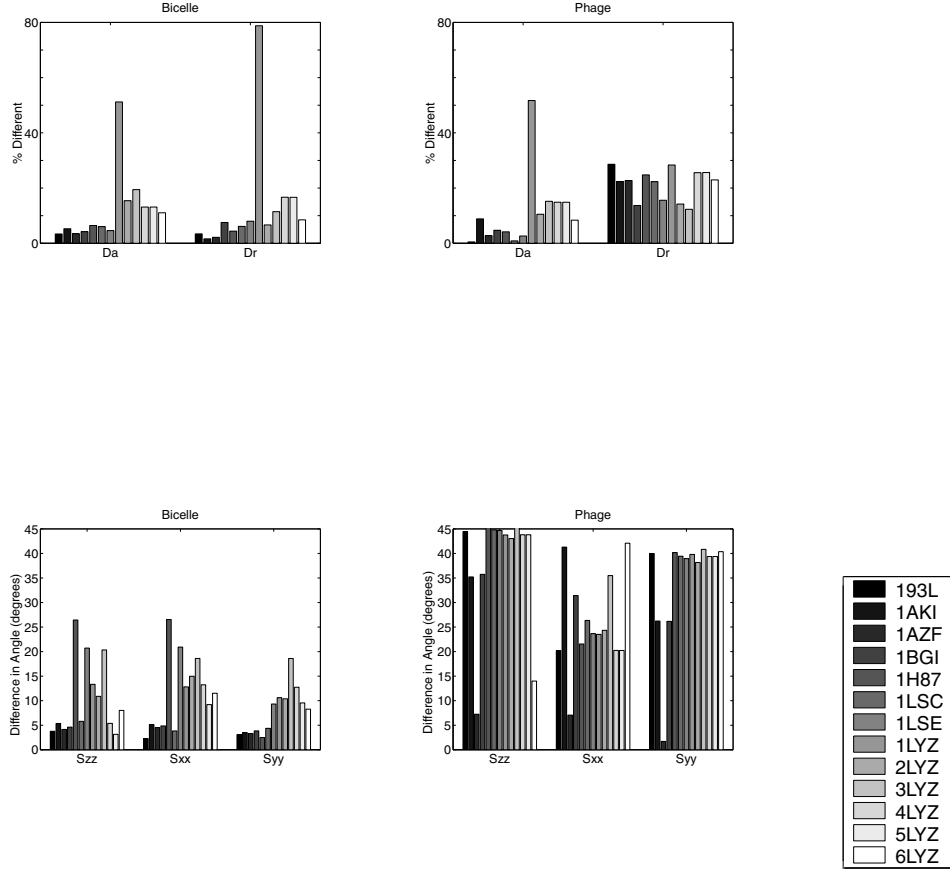 Bicelle
80
40
0
% Different
Da
Dr
Phage
80
40
0
% Different
Da
Dr
Bicelle
45
40
35
30
25
20
15
10
5
0
Difference in Angle (degrees)
Szz
Sxx
Syy
Phage
45
40
35
30
25
20
15
10
5
0
Difference in Angle (degrees)
Szz
Sxx
Syy
193L
1AKI
1AZF
1BGI
1H87
1LSC
1LSE
1LYZ
2LYZ
3LYZ
4LYZ
5LYZ
6LYZ